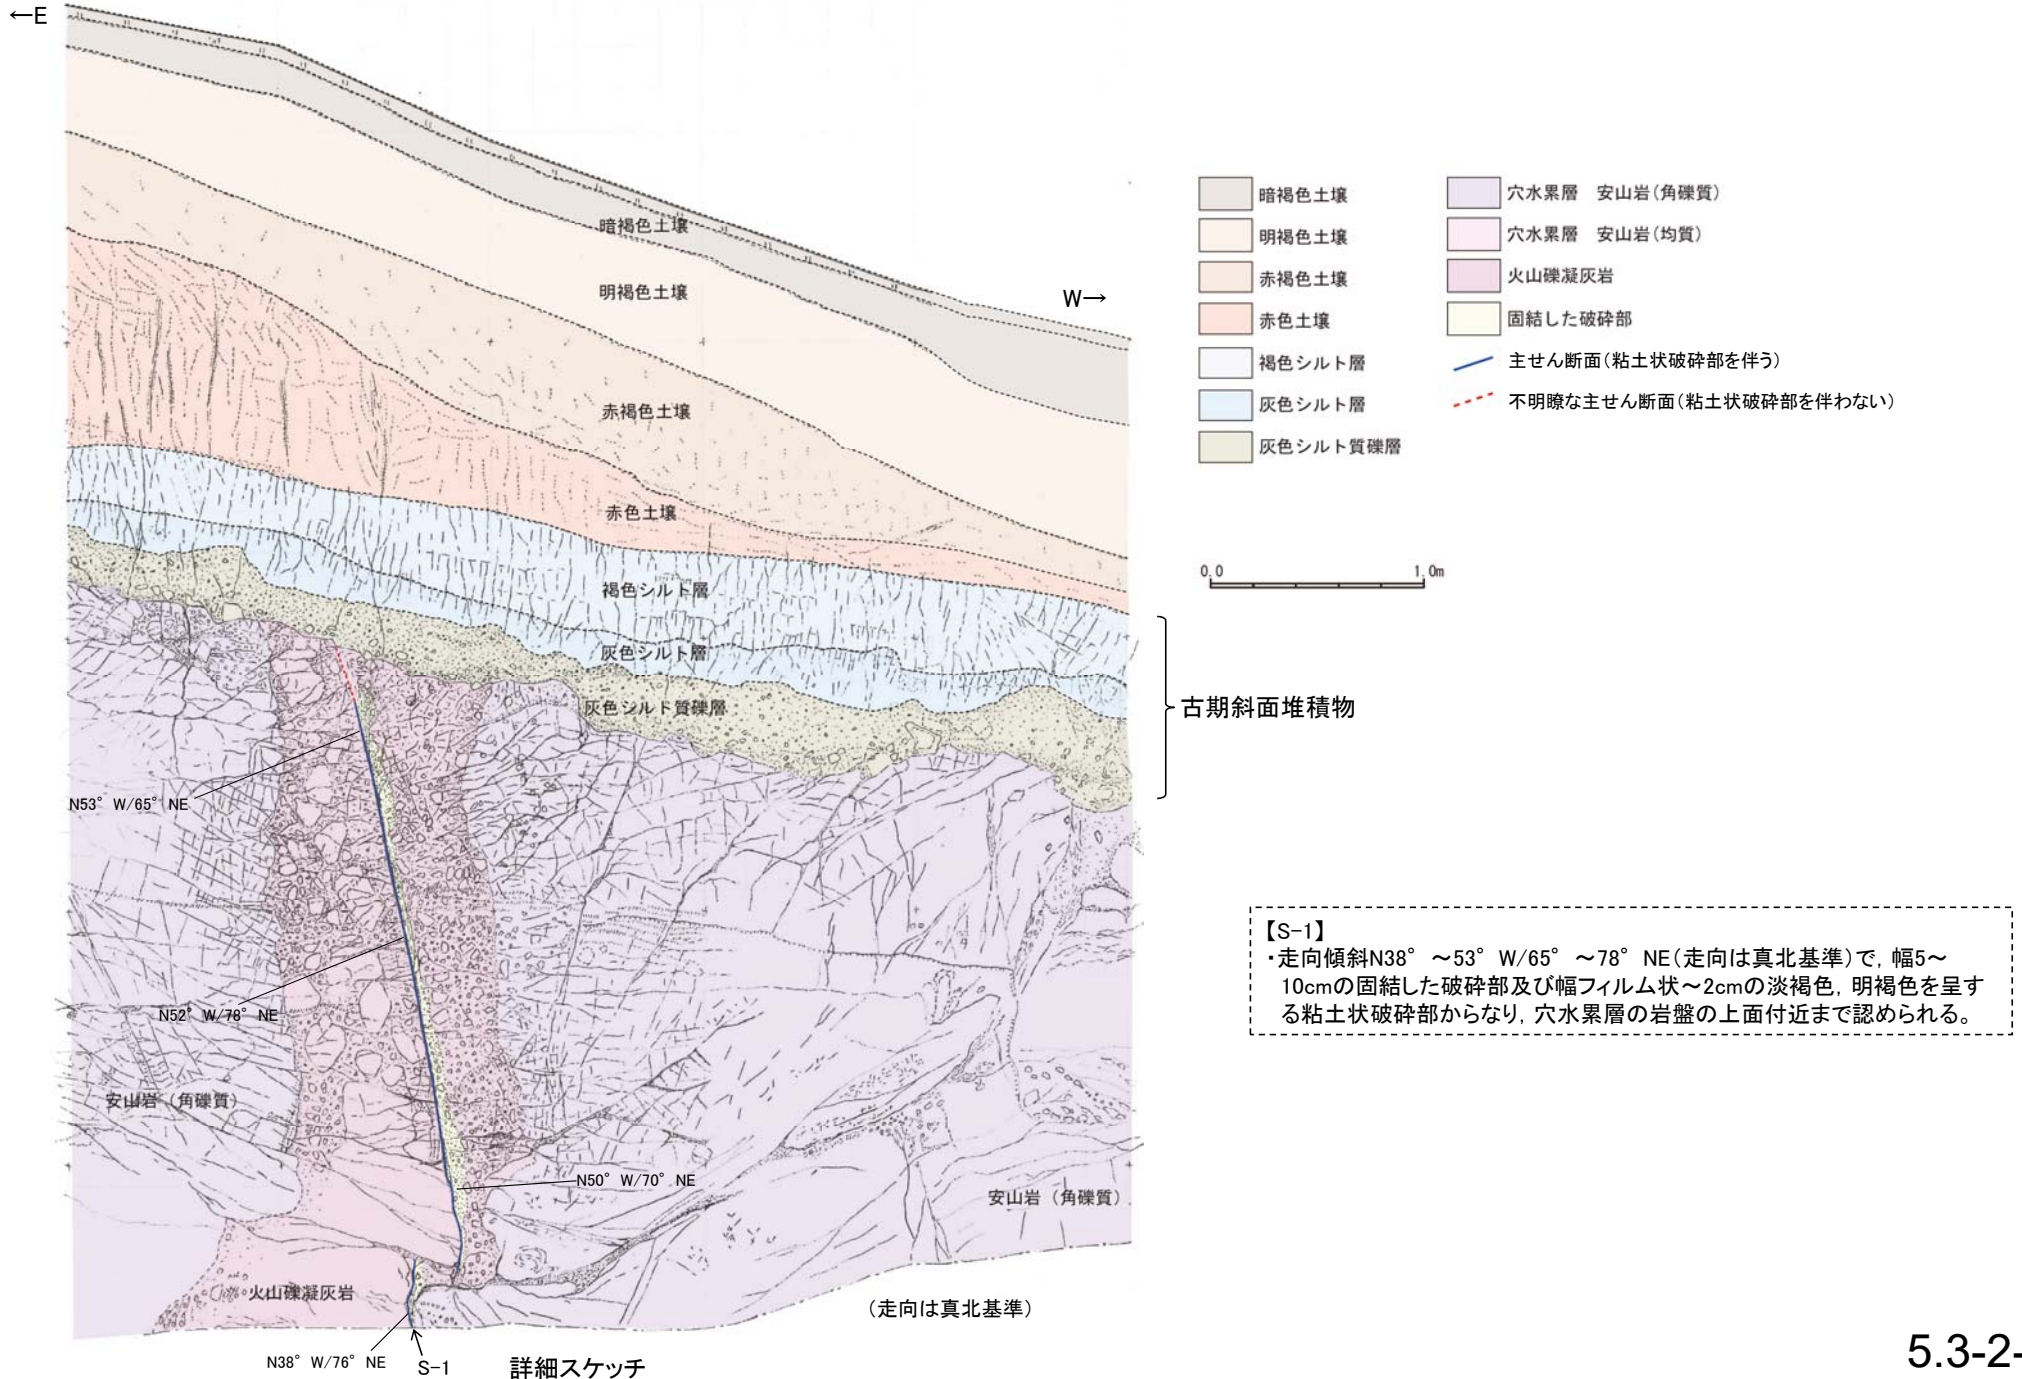 ←E
暗褐色土壌
明褐色土壌
W→
赤褐色土壌
赤色土壌
褐色シルト層
灰色シルト層
灰色シルト質礫層
N53°W/65°NE
N52°W/78°NE
安山岩(角礫質)
N50°W/70°NE
安山岩(角礫質)
火山礫凝灰岩
(走向は真北基準)
N38°W/76°NE
S-1
詳細スケッチ
暗褐色土壌
明褐色土壌
赤褐色土壌
赤色土壌
褐色シルト層
灰色シルト層
灰色シルト質礫層
穴水累層 安山岩(角礫質)
穴水累層 安山岩(均質)
火山礫凝灰岩
固結した破砕部
主せん断面(粘土状破砕部を伴う)
不明瞭な主せん断面(粘土状破砕部を伴わない)
0.0 1.0m
古期斜面堆積物
【S-1】
・走向傾斜N38°~53°W/65°~78°NE(走向は真北基準)で，幅5~
10cmの固結した破砕部及び幅フィルム状~2cmの淡褐色，明褐色を呈す
る粘土状破砕部からなり，穴水累層の岩盤の上面付近まで認められる。
5.3-2-